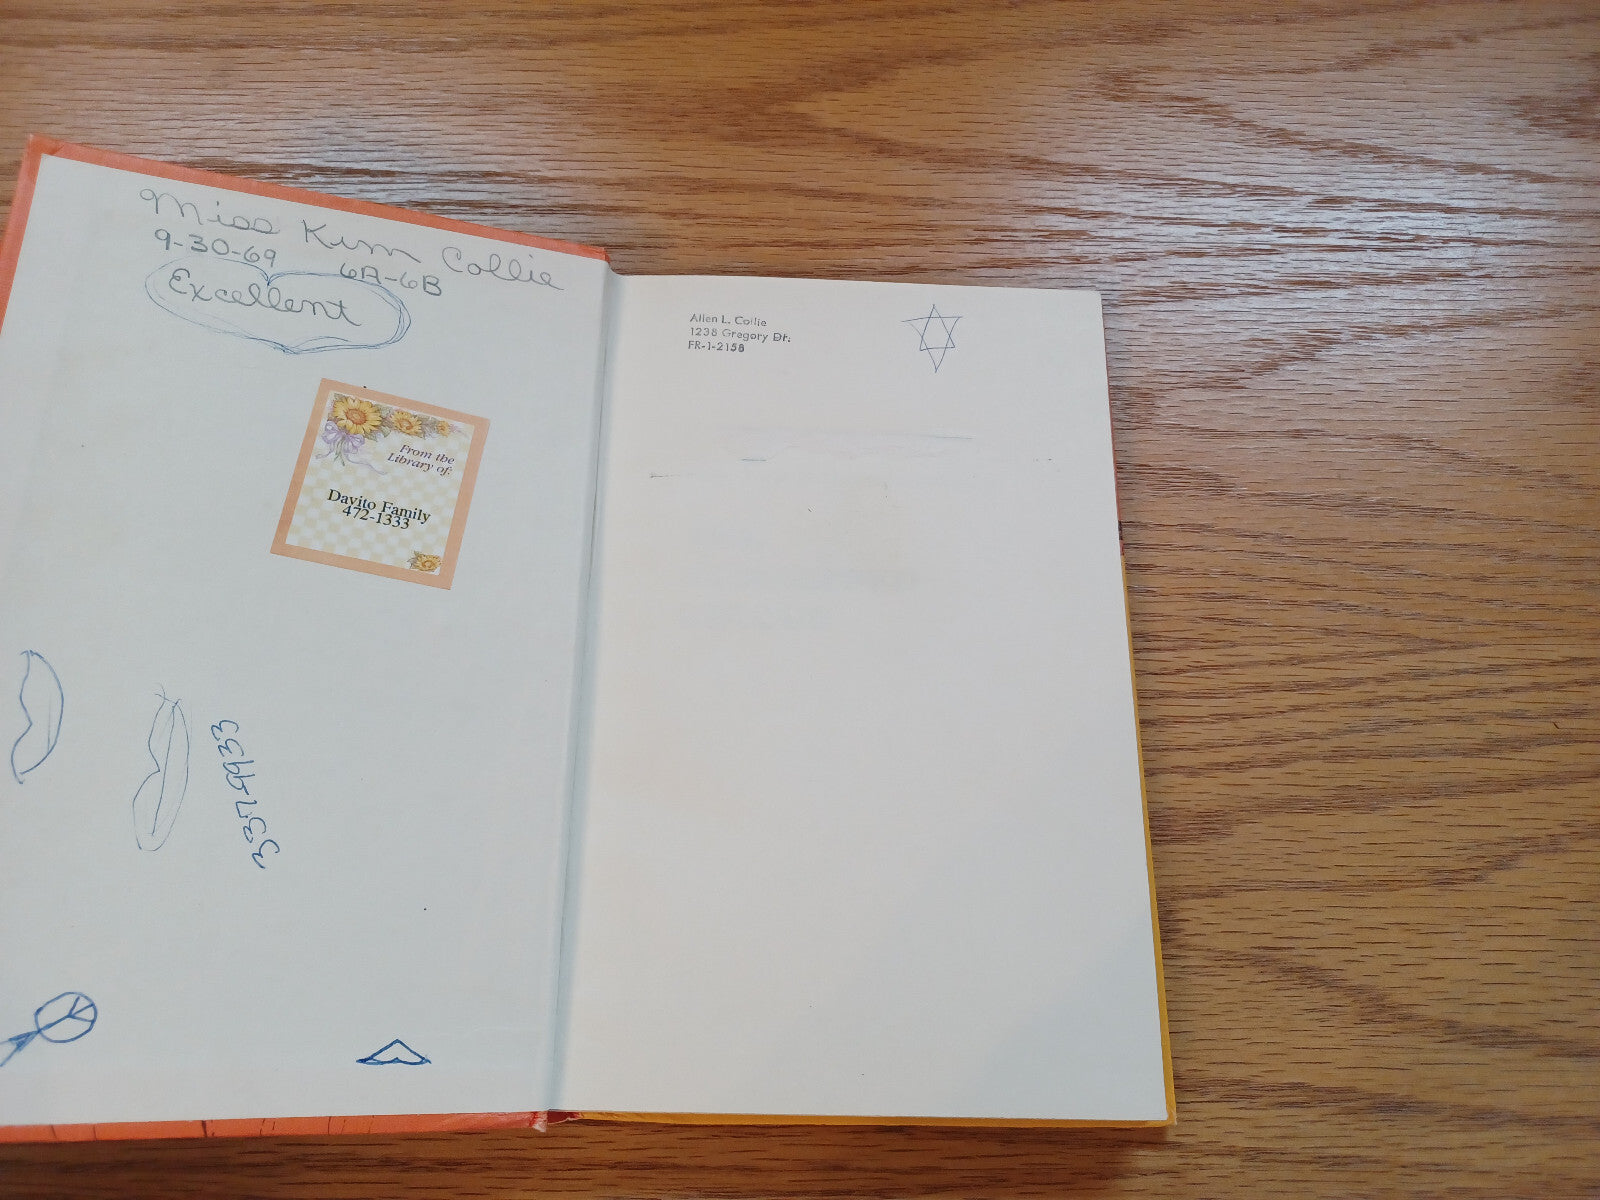 Miss Kim Collie
9-30-69 6A-6B
Excellent
From the
Library of:
Davito Family
472-1333
Allen L. Collie
1238 Gregory Dr.
FR-1-2158